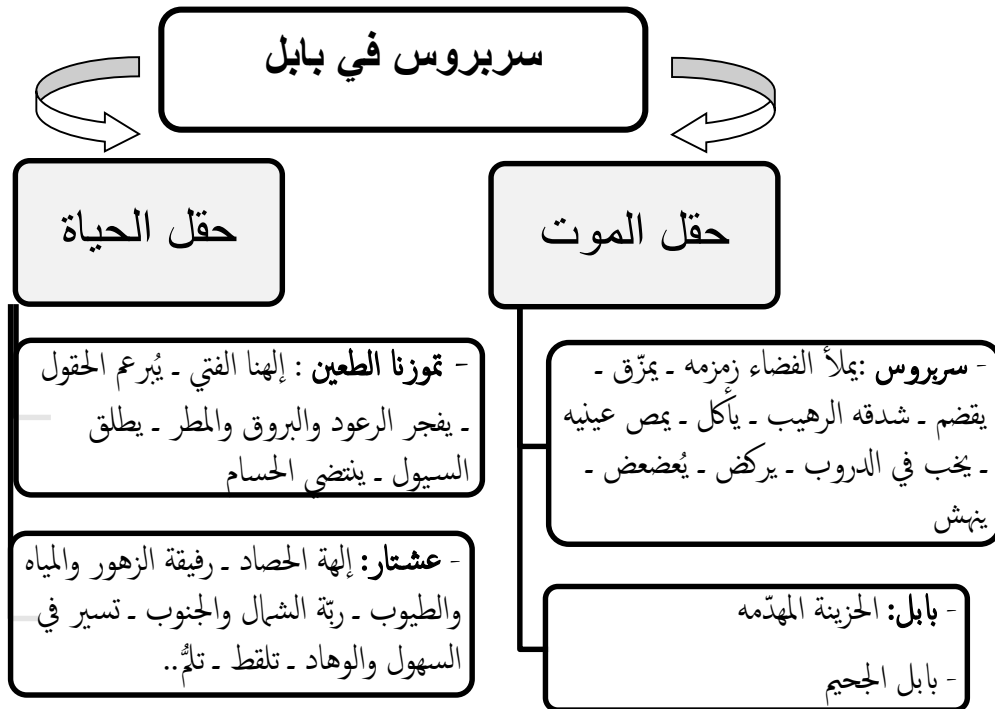 سربروس في بابل
حقل الموت
حقل الحياة
- سربروس :يملأ الفضاء زمزمه ـ يمزّق ـ
يقضم ـ شدقه الرهيب ـ يأكل ـ يمص عينيه
ـ يخب في الدروب ـ يركض ـ يُعضعض ـ
ينهش
- بابل: الحزينة المهدّمه
- بابل الجحيم
- تموزنا الطعين : إلهنا الفتي ـ يُبرعم الحقول
ـ يفجر الرعود والبروق والمطر ـ يطلق
السيول ـ ينتضي الحسام
- عشتار: إلهة الحصاد ـ رفيقة الزهور والمياه
والطيوب ـ ربّة الشمال والجنوب ـ تسير في
السهول والوهاد ـ تلقط ـ تلمُّ..